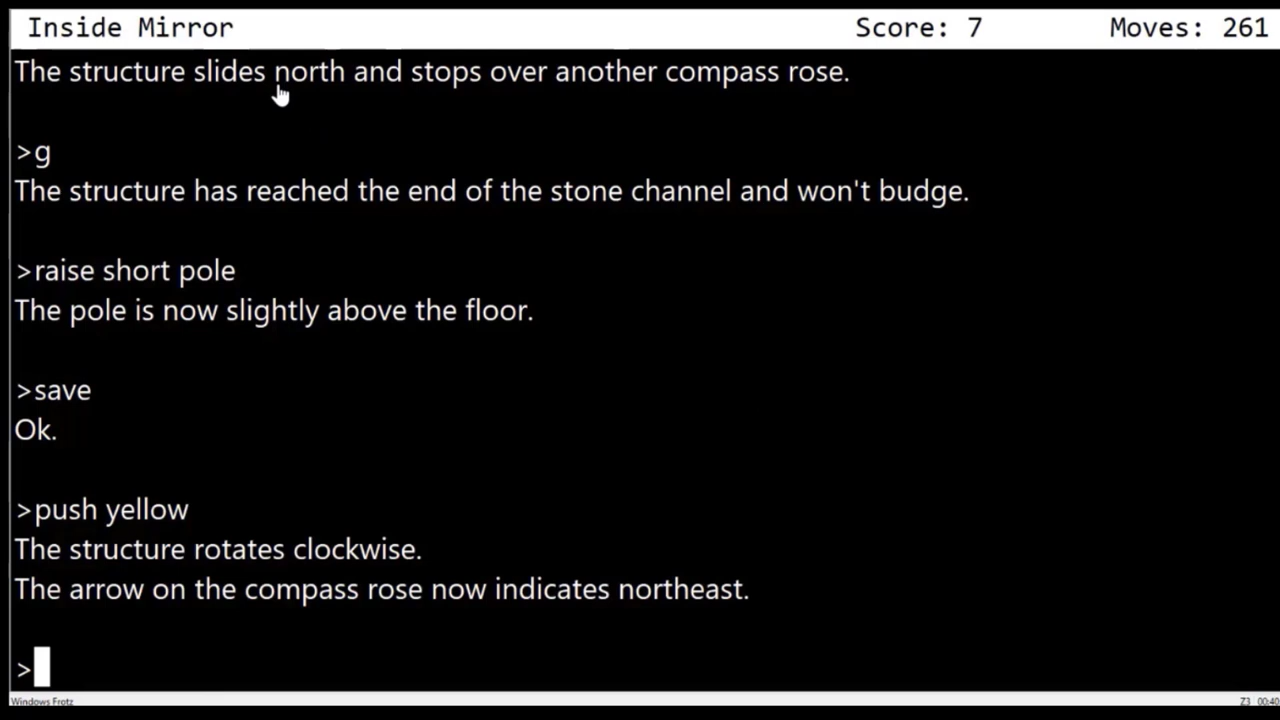 Inside Mirror Score: 7 Moves: 261
The structure slides north and stops over another compass rose.
>g
The structure has reached the end of the stone channel and won't budge.
>raise short pole
The pole is now slightly above the floor.
>save
Ok.
>push yellow
The structure rotates clockwise.
The arrow on the compass rose now indicates northeast.
>
Windows Frotz Z3 00:40